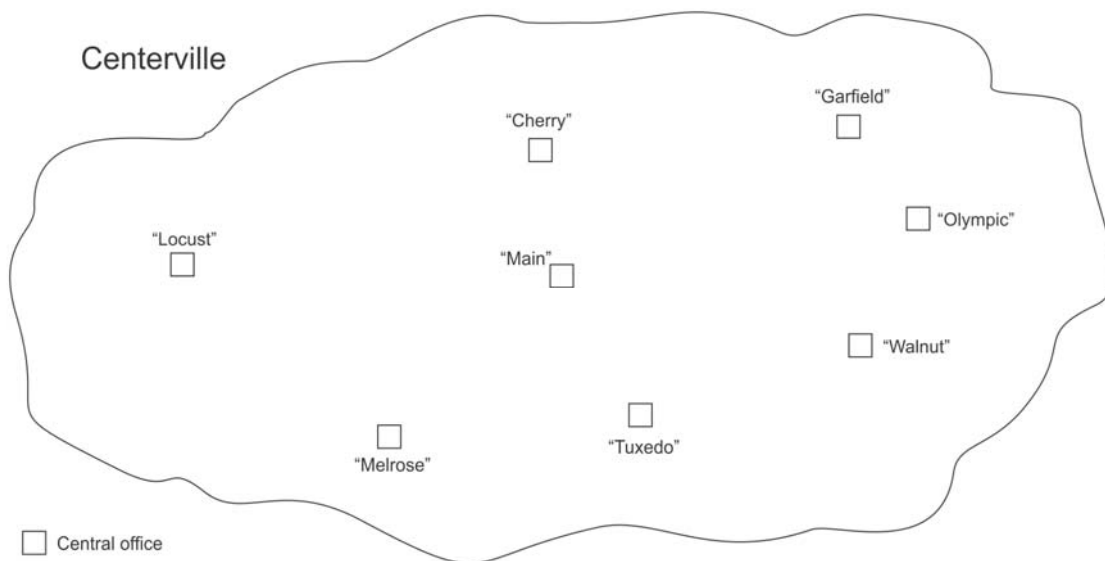 Centerville
“Garfield”
“Cherry”
“Olympic”
“Locust”
“Main”
“Walnut”
“Tuxedo”
“Melrose”
Central office